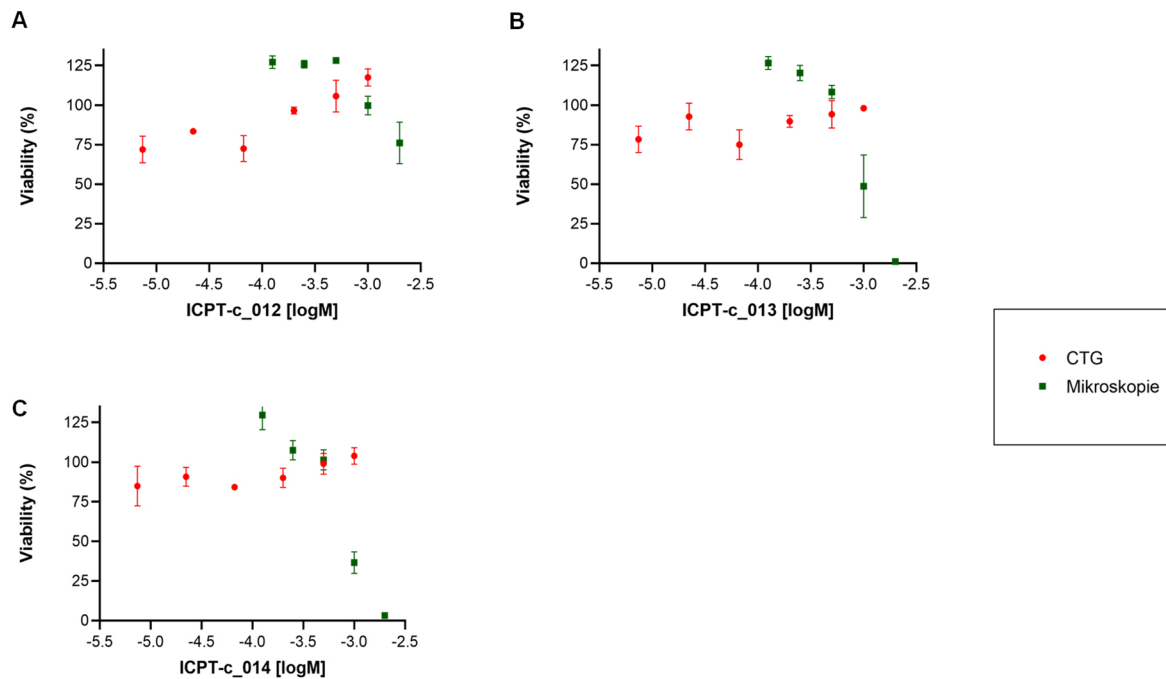 A
Viability (%)
125
100
75
50
25
0
-5.5 -5.0 -4.5 -4.0 -3.5 -3.0 -2.5
ICPT-c_012 [logM]
B
Viability (%)
125
100
75
50
25
0
-5.5 -5.0 -4.5 -4.0 -3.5 -3.0 -2.5
ICPT-c_013 [logM]
CTG
Mikroskopie
C
Viability (%)
125
100
75
50
25
0
-5.5 -5.0 -4.5 -4.0 -3.5 -3.0 -2.5
ICPT-c_014 [logM]